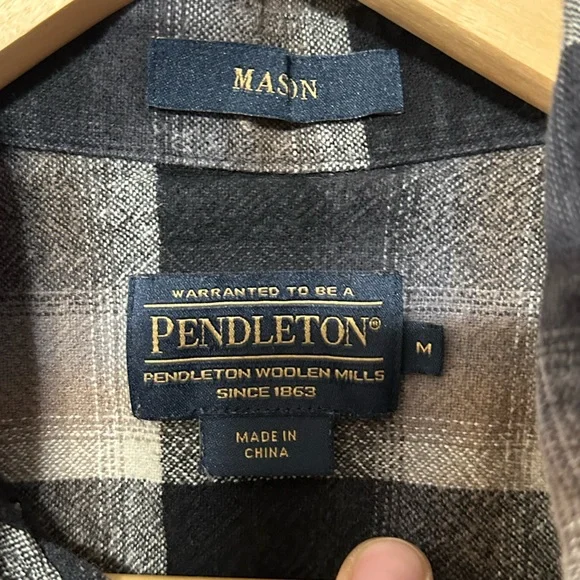 MASON
WARRANTED TO BE A
PENDLETON®
M
PENDLETON WOOLEN MILLS
SINCE 1863
MADE IN
CHINA